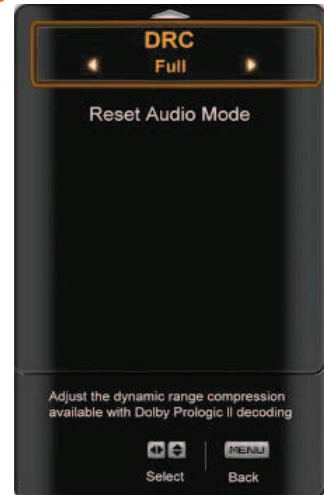 DRC
Full
Reset Audio Mode
Adjust the dynamic range compression
available with Dolby Prologic II decoding
MENU
Select
Back